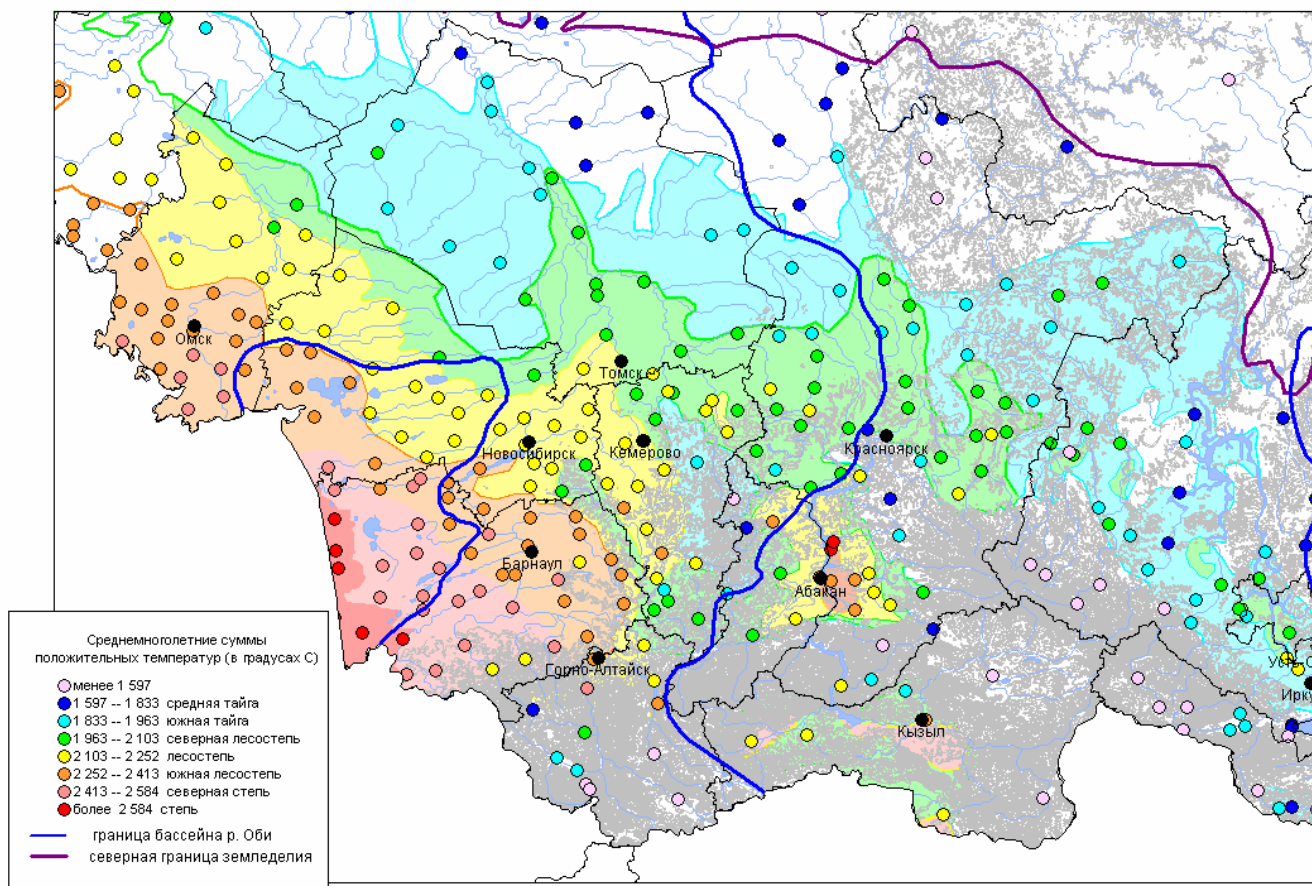 Омск
Томск
Новосибирск
Кемерово
Красноярск
Барнаул
Абакан
Горно-Алтайск
Кызыл
Среднемноголетние суммы
положительных температур (в градусах С)
менее 1 597
1 597 -- 1 833 средняя тайга
1 833 -- 1 963 южная тайга
1 963 -- 2 103 северная лесостепь
2 103 -- 2 252 лесостепь
2 252 -- 2 413 южная лесостепь
2 413 -- 2 584 северная степь
более 2 584 степь
граница бассейна р. Оби
северная граница земледелия